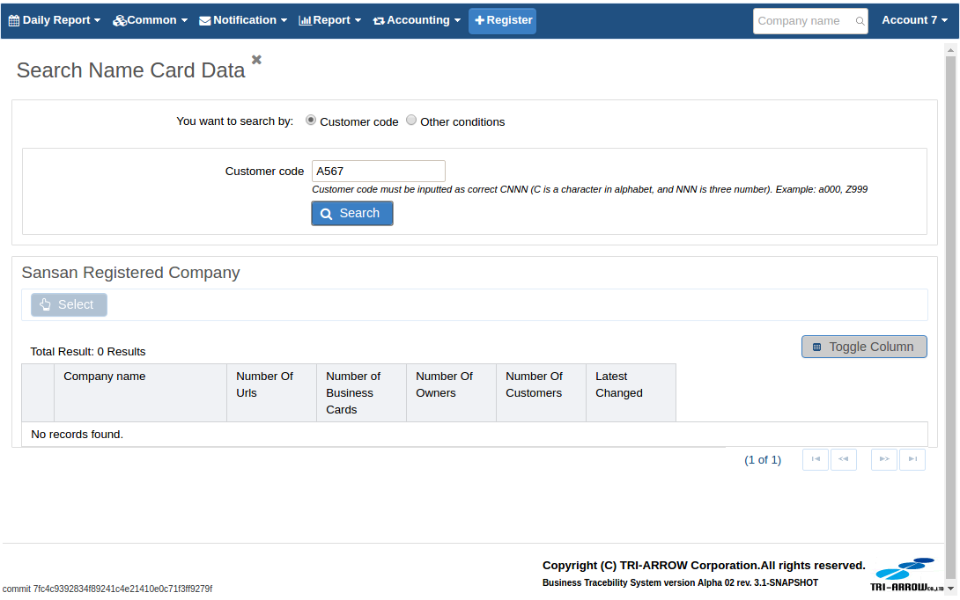 Daily Report Common Notification Report Accounting Register Company name Account 7
Search Name Card Data
You want to search by: Customer code Other conditions
Customer code A567
Customer code must be inputted as correct CNNN (C is a character in alphabet, and NNN is three number). Example: a000, Z999
Search
Sansan Registered Company
Select
Total Result: 0 Results Toggle Column
Company name Number Of Urls Number of Business Cards Number Of Owners Number Of Customers Latest Changed
No records found.
(1 of 1)
Copyright (C) TRI-ARROW Corporation.All rights reserved.
Business Tracebility System version Alpha 02 rev. 3.1-SNAPSHOT
TRI-ARROW CO.,LTD
commit 7fc4c9392834f89241c4e21410e0c71f3ff9279f